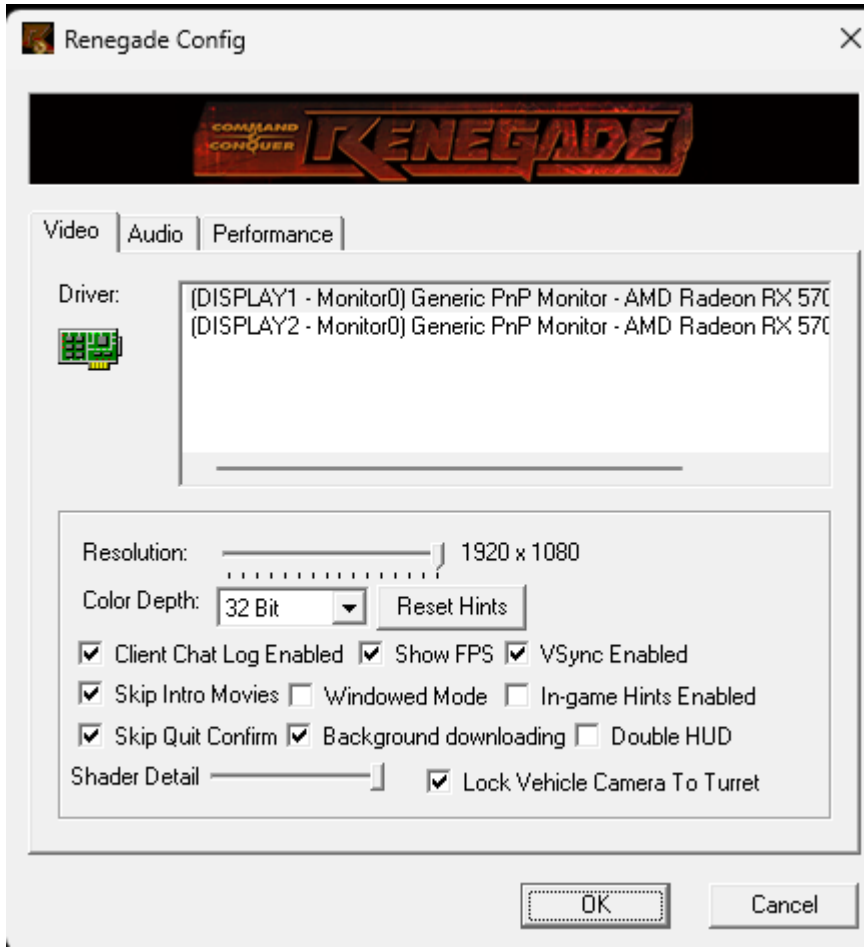 Renegade Config
COMMAND & CONQUER RENEGADE
Video Audio Performance
Driver:
(DISPLAY1 - Monitor0) Generic PnP Monitor - AMD Radeon RX 570
(DISPLAY2 - Monitor0) Generic PnP Monitor - AMD Radeon RX 570
Resolution: 1920 x 1080
Color Depth: 32 Bit Reset Hints
Client Chat Log Enabled Show FPS VSync Enabled
Skip Intro Movies Windowed Mode In-game Hints Enabled
Skip Quit Confirm Background downloading Double HUD
Shader Detail Lock Vehicle Camera To Turret
OK Cancel